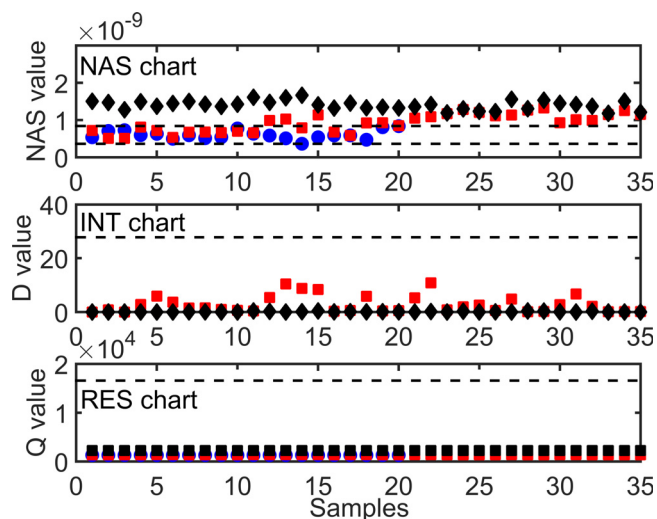 ×10⁻⁹
NAS chart
NAS value
3
2
1
0
0 5 10 15 20 25 30 35
INT chart
D value
40
20
0
0 5 10 15 20 25 30 35
×10⁴
RES chart
Q value
2
1
0
0 5 10 15 20 25 30 35
Samples